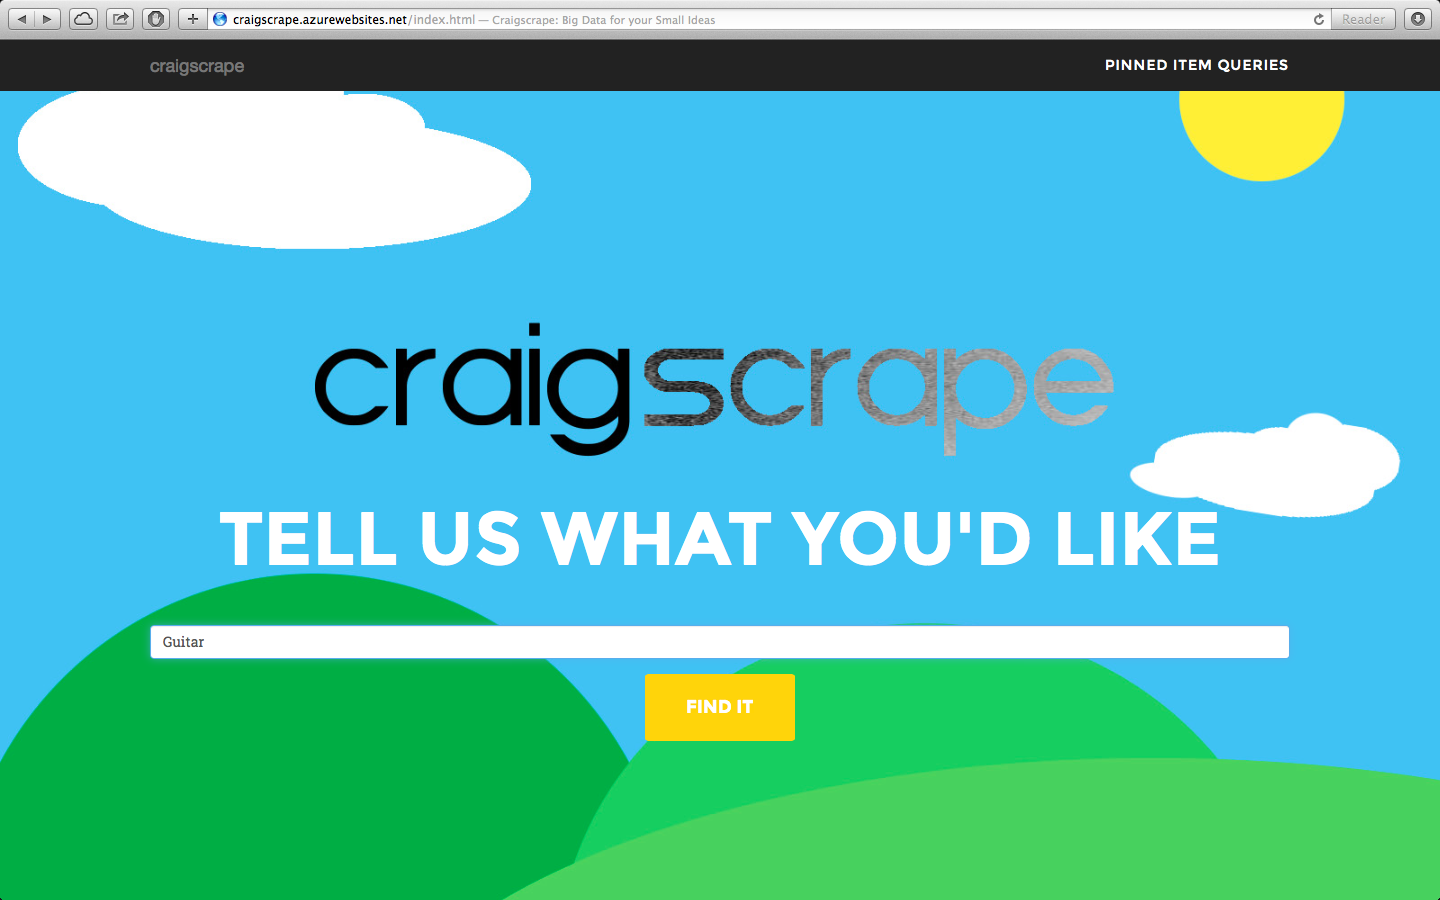 craigscrape.azurewebsites.net/index.html — Craigscrape: Big Data for your Small Ideas
Reader
craigscrape
PINNED ITEM QUERIES
craigscrape
TELL US WHAT YOU'D LIKE
Guitar
FIND IT